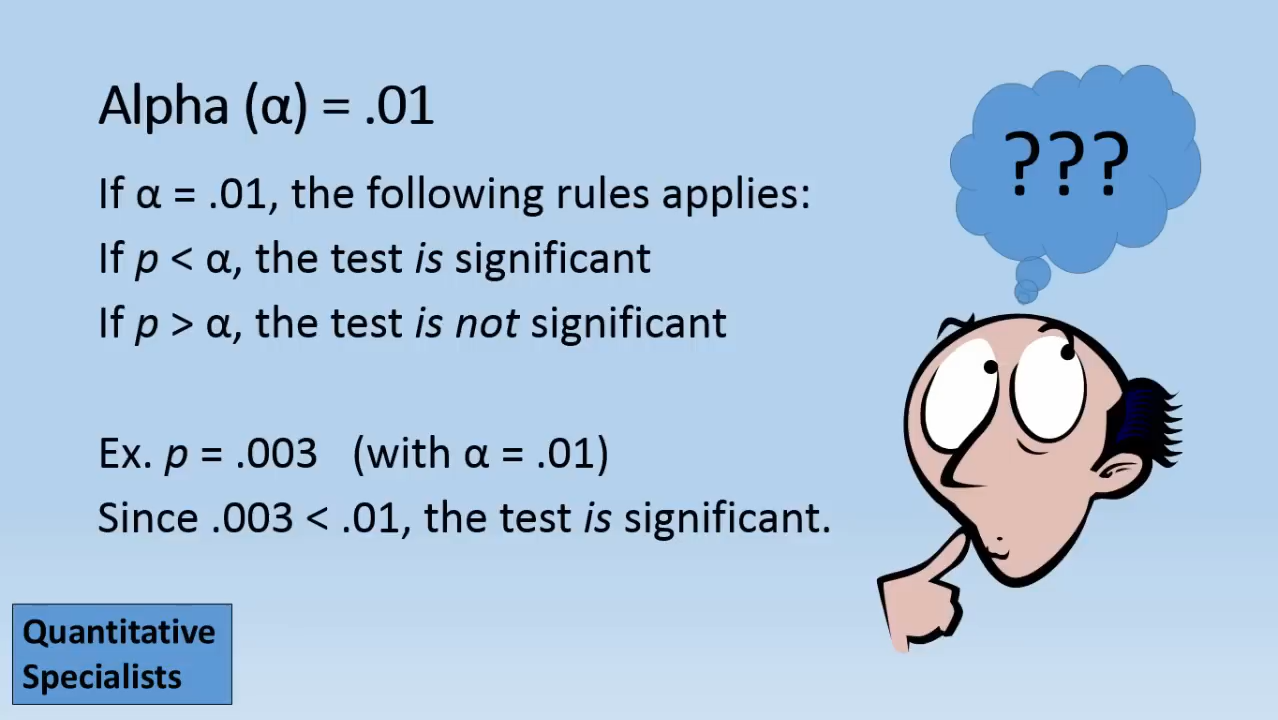 Alpha (α) = .01
If α = .01, the following rules applies:
If p < α, the test is significant
If p > α, the test is not significant
Ex. p = .003 (with α = .01)
Since .003 < .01, the test is significant.
???
Quantitative
Specialists